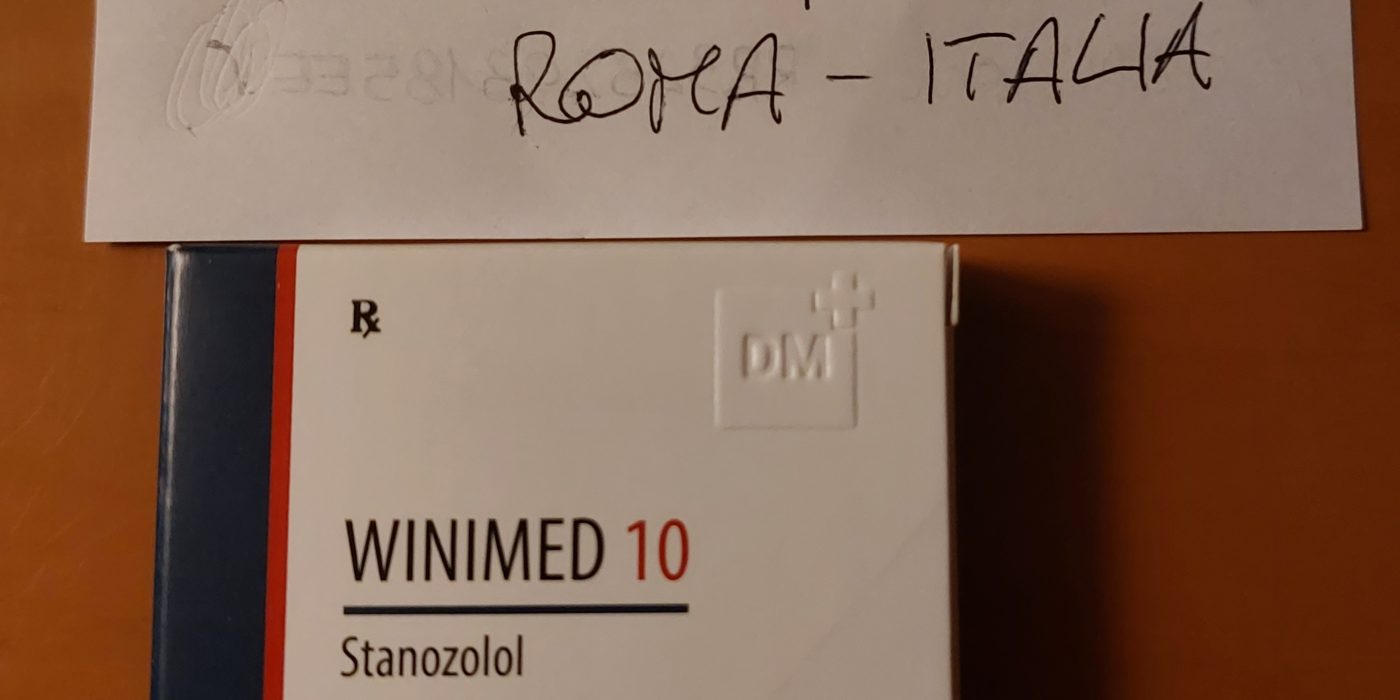 ROMA - ITALIA
℞
DM
WINIMED 10
Stanozolol